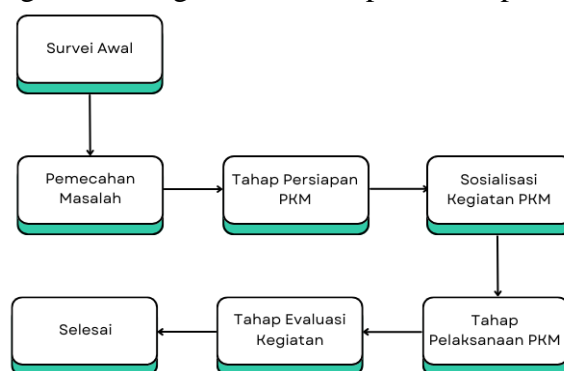 Survei Awal
Pemecahan
Masalah
Tahap Persiapan
PKM
Sosialisasi
Kegiatan PKM
Tahap
Pelaksanaan PKM
Tahap Evaluasi
Kegiatan
Selesai